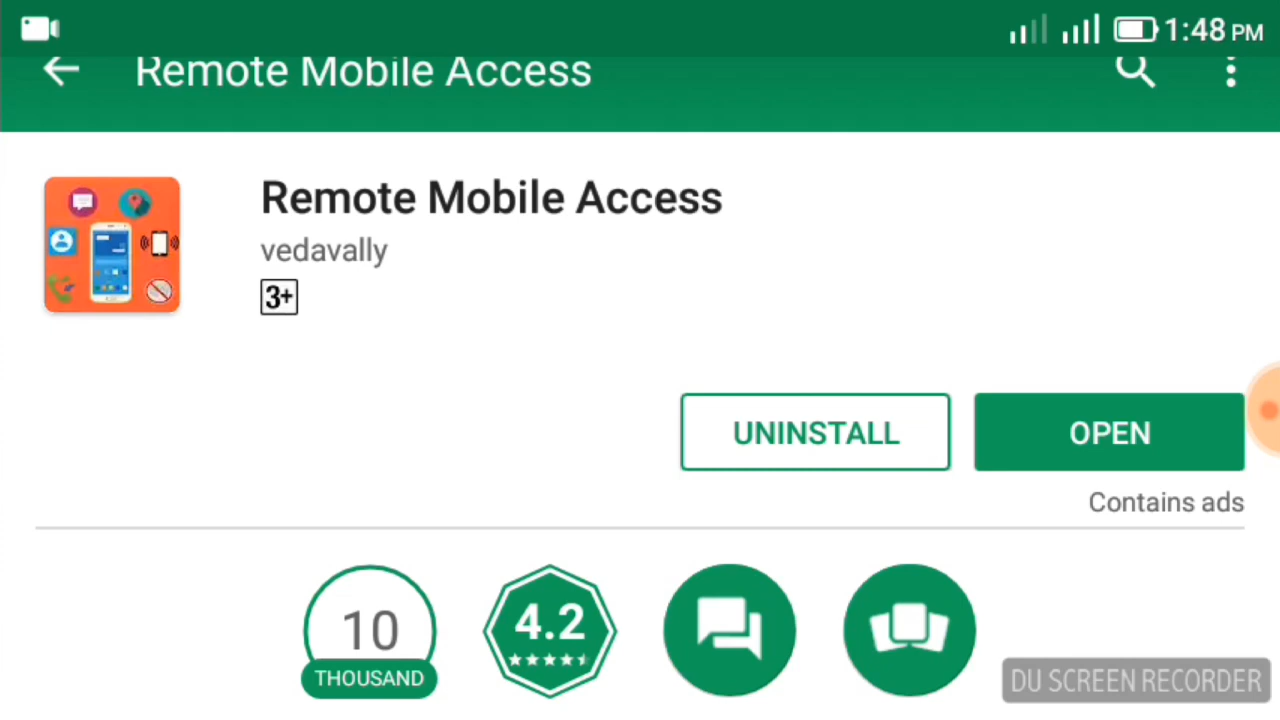 1:48 PM
Remote Mobile Access
Remote Mobile Access
vedavally
3+
UNINSTALL
OPEN
Contains ads
10
THOUSAND
4.2
DU SCREEN RECORDER